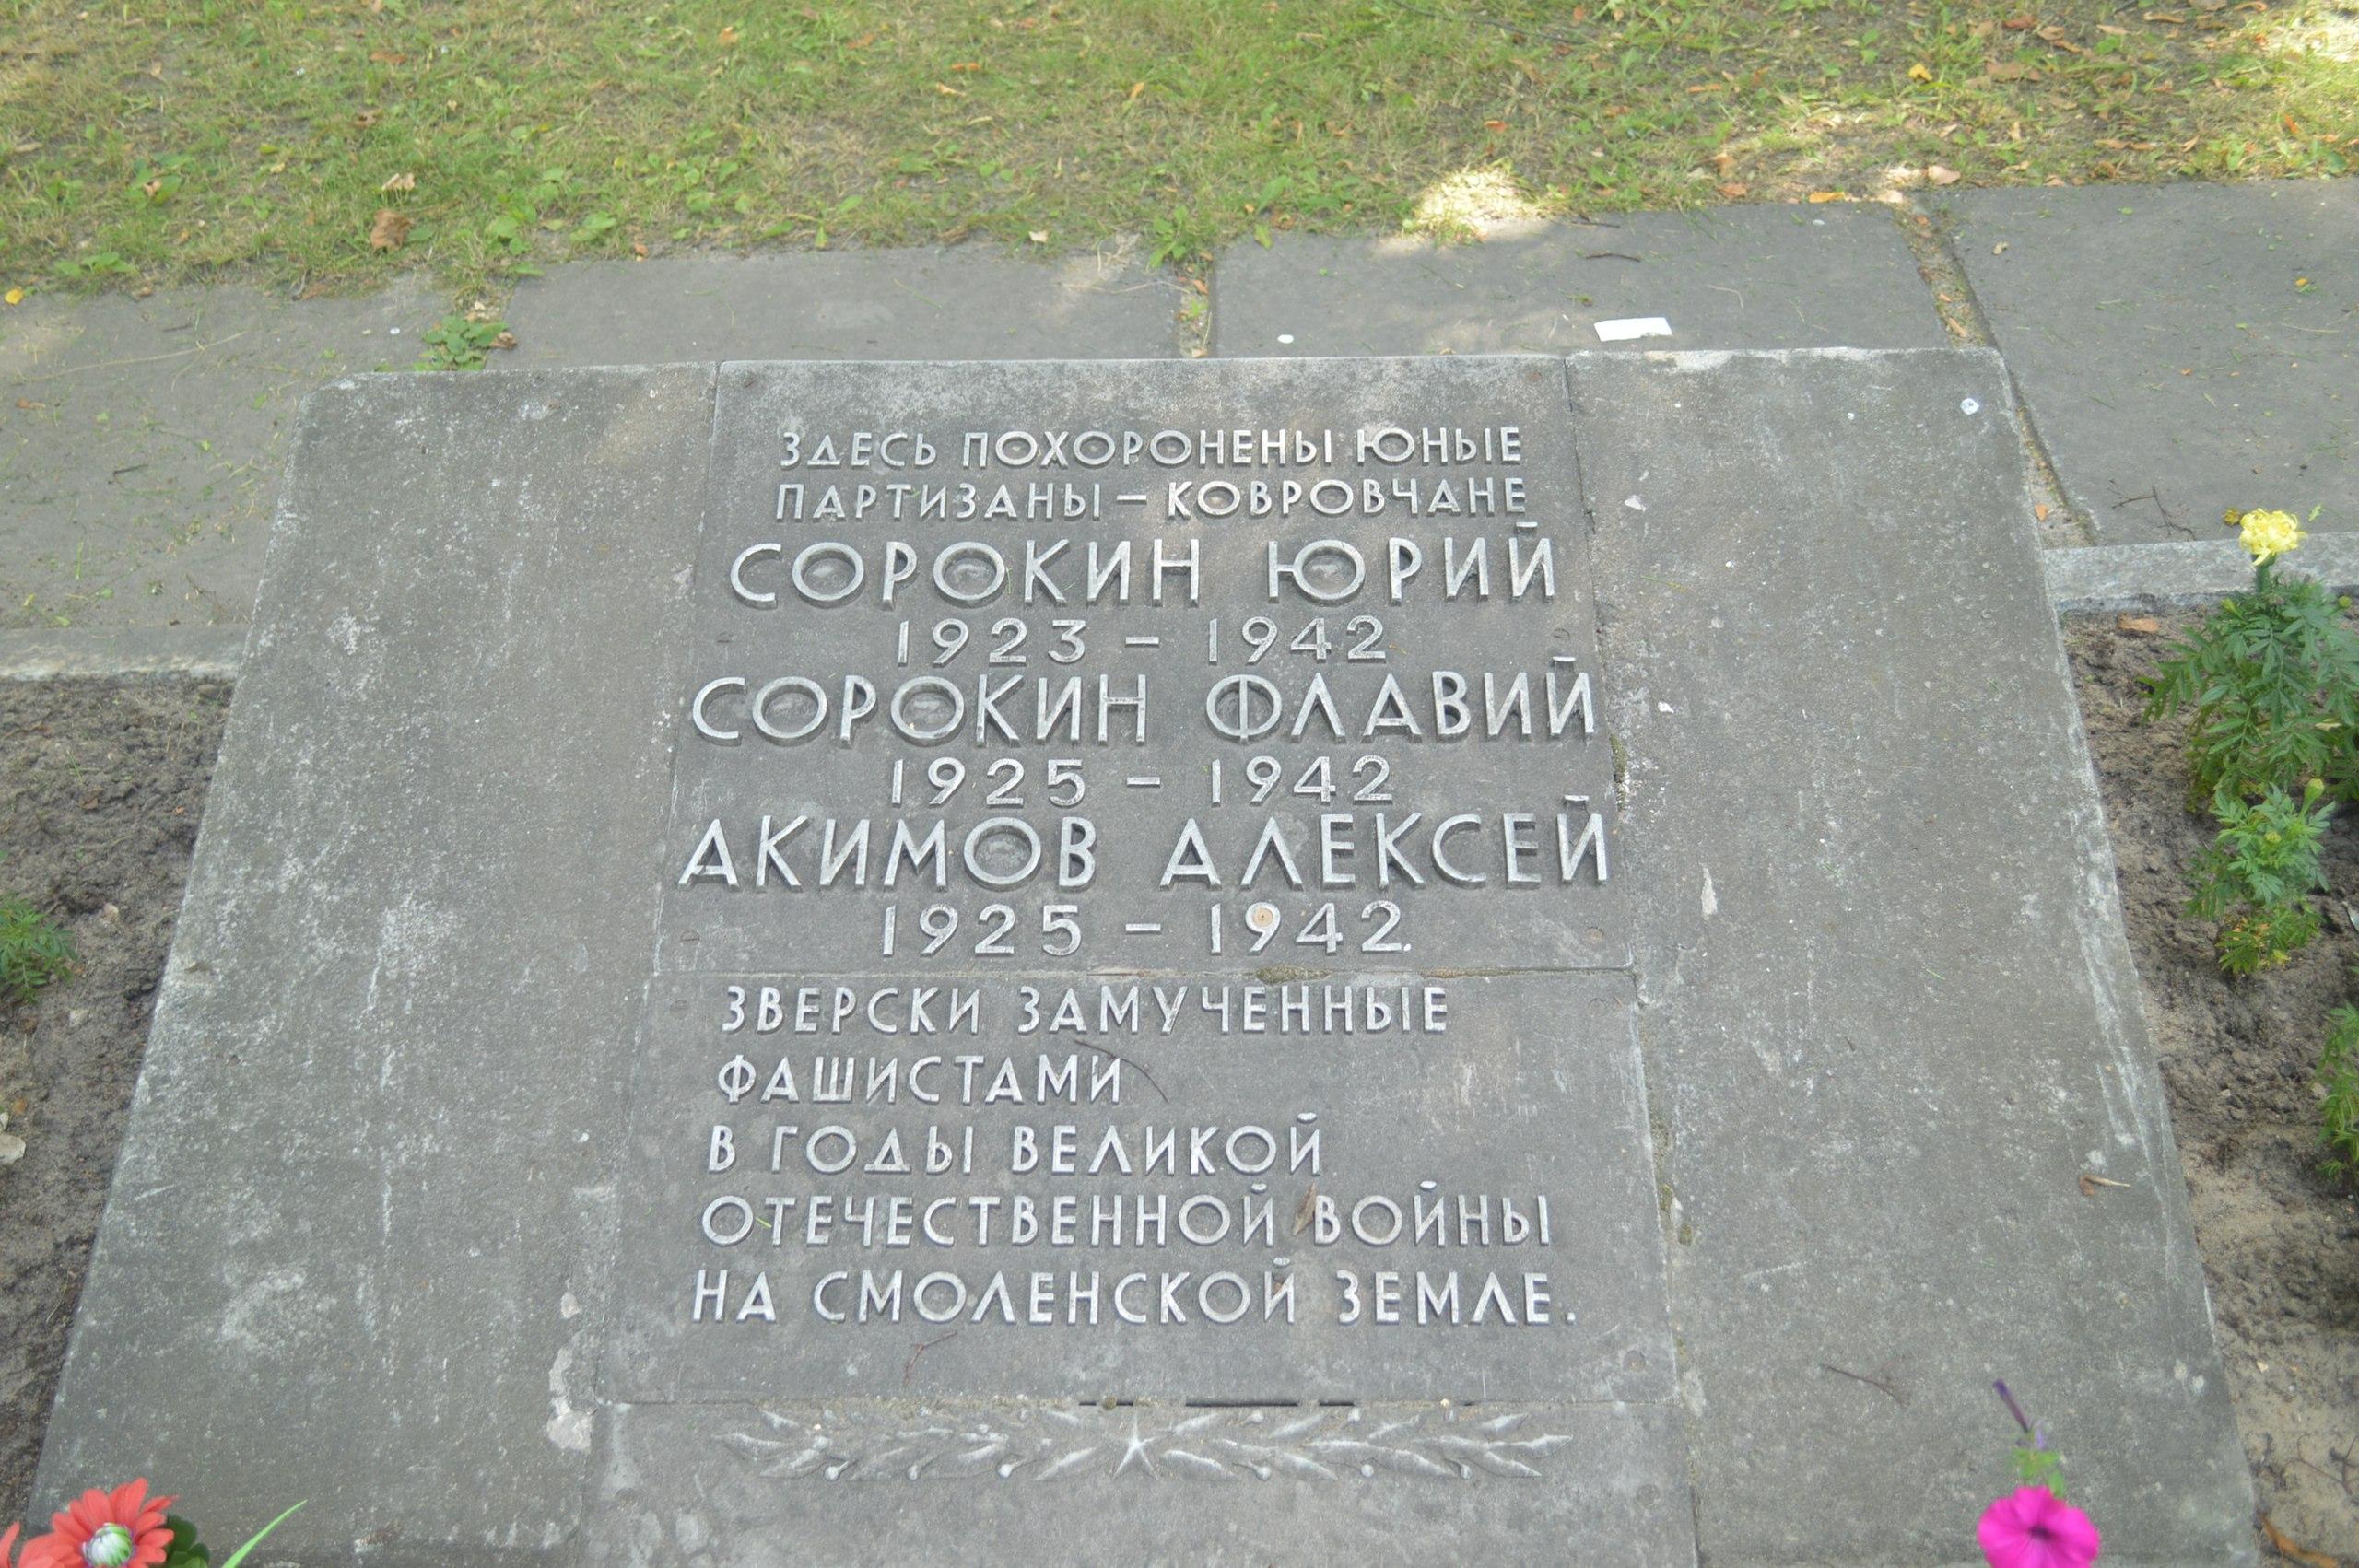 ЗДЕСЬ ПОХОРОНЕНЫ ЮНЫЕ
ПАРТИЗАНЫ – КОВРОВЧАНЕ
СОРОКИН ЮРИЙ
1923 – 1942
СОРОКИН ФЛАВИЙ
1925 – 1942
АКИМОВ АЛЕКСЕЙ
1925 – 1942.
ЗВЕРСКИ ЗАМУЧЕННЫЕ
ФАШИСТАМИ
В ГОДЫ ВЕЛИКОЙ
ОТЕЧЕСТВЕННОЙ ВОЙНЫ
НА СМОЛЕНСКОЙ ЗЕМЛЕ.